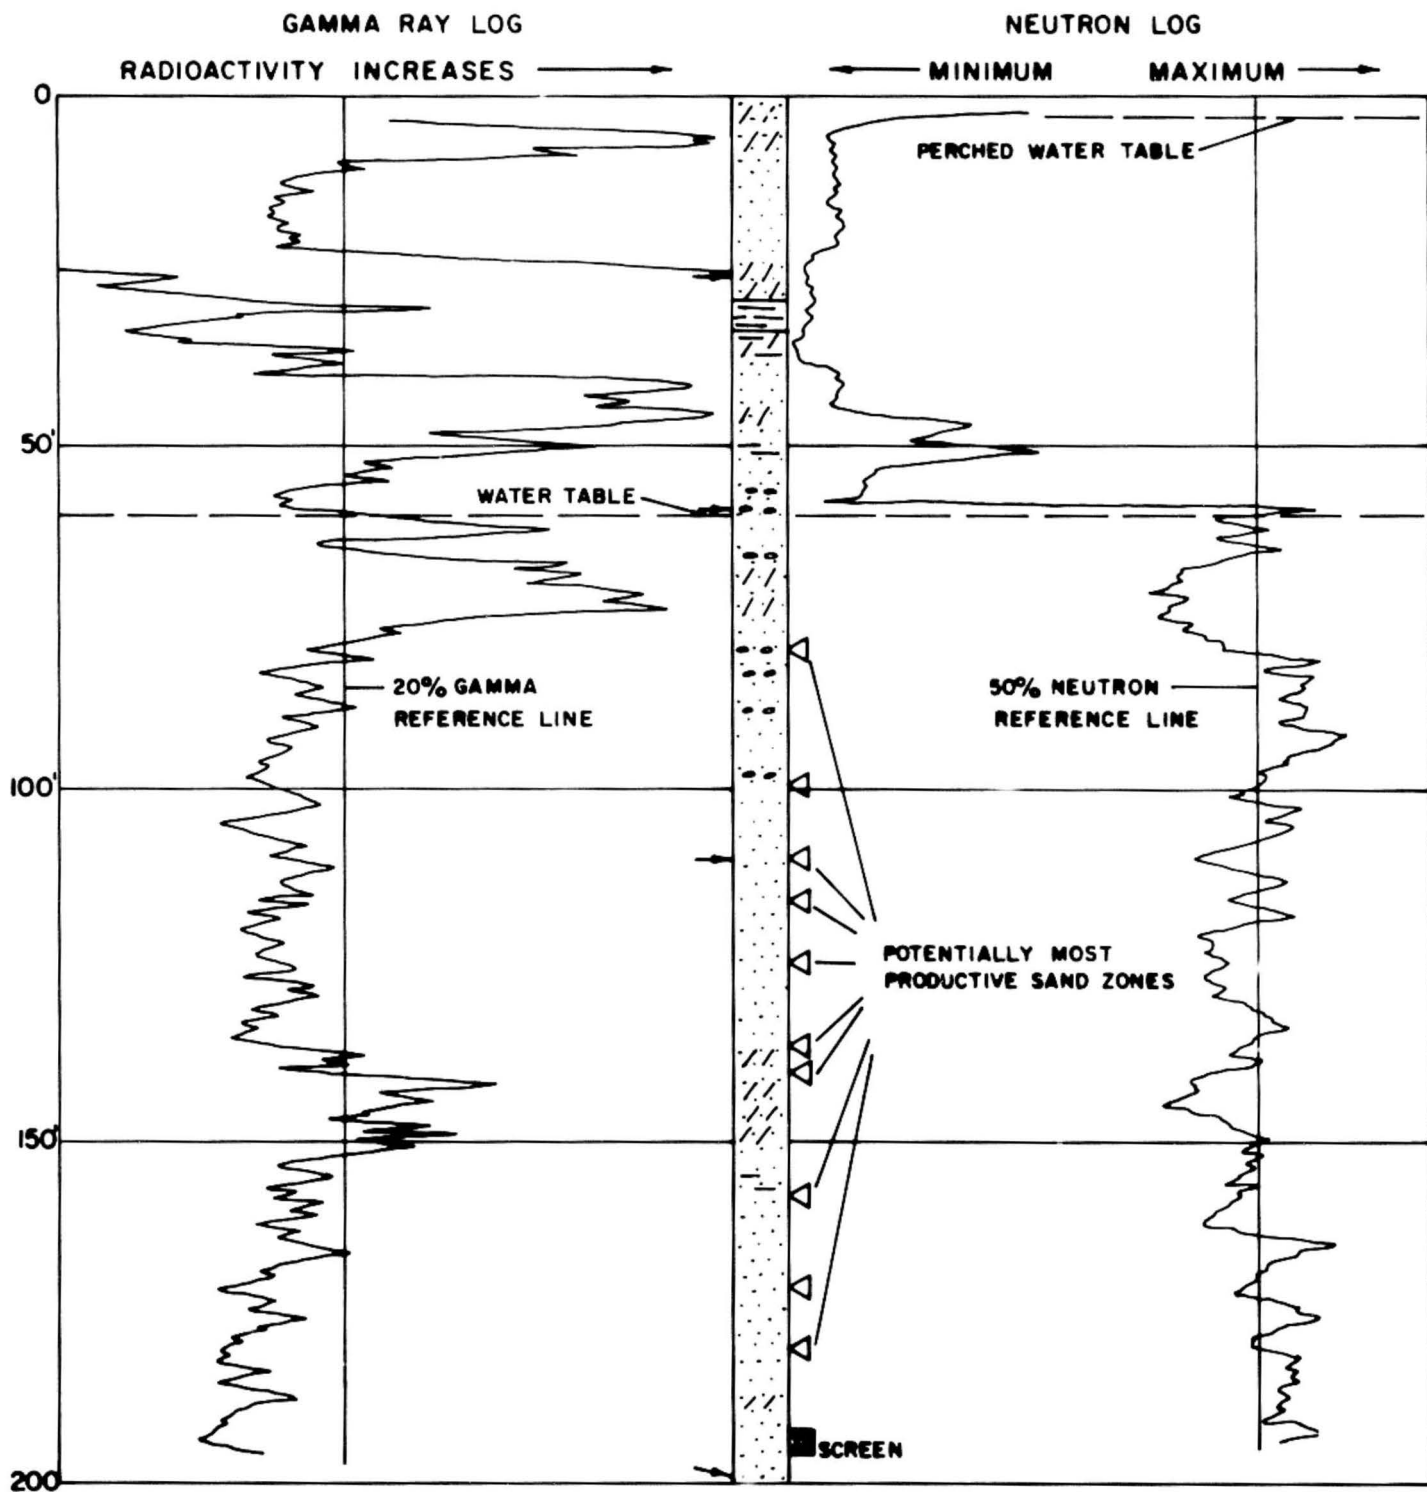 GAMMA RAY LOG
NEUTRON LOG
RADIOACTIVITY INCREASES
MINIMUM MAXIMUM
0
PERCHED WATER TABLE
50'
WATER TABLE
20% GAMMA
REFERENCE LINE
50% NEUTRON
REFERENCE LINE
100'
POTENTIALLY MOST
PRODUCTIVE SAND ZONES
150'
SCREEN
200